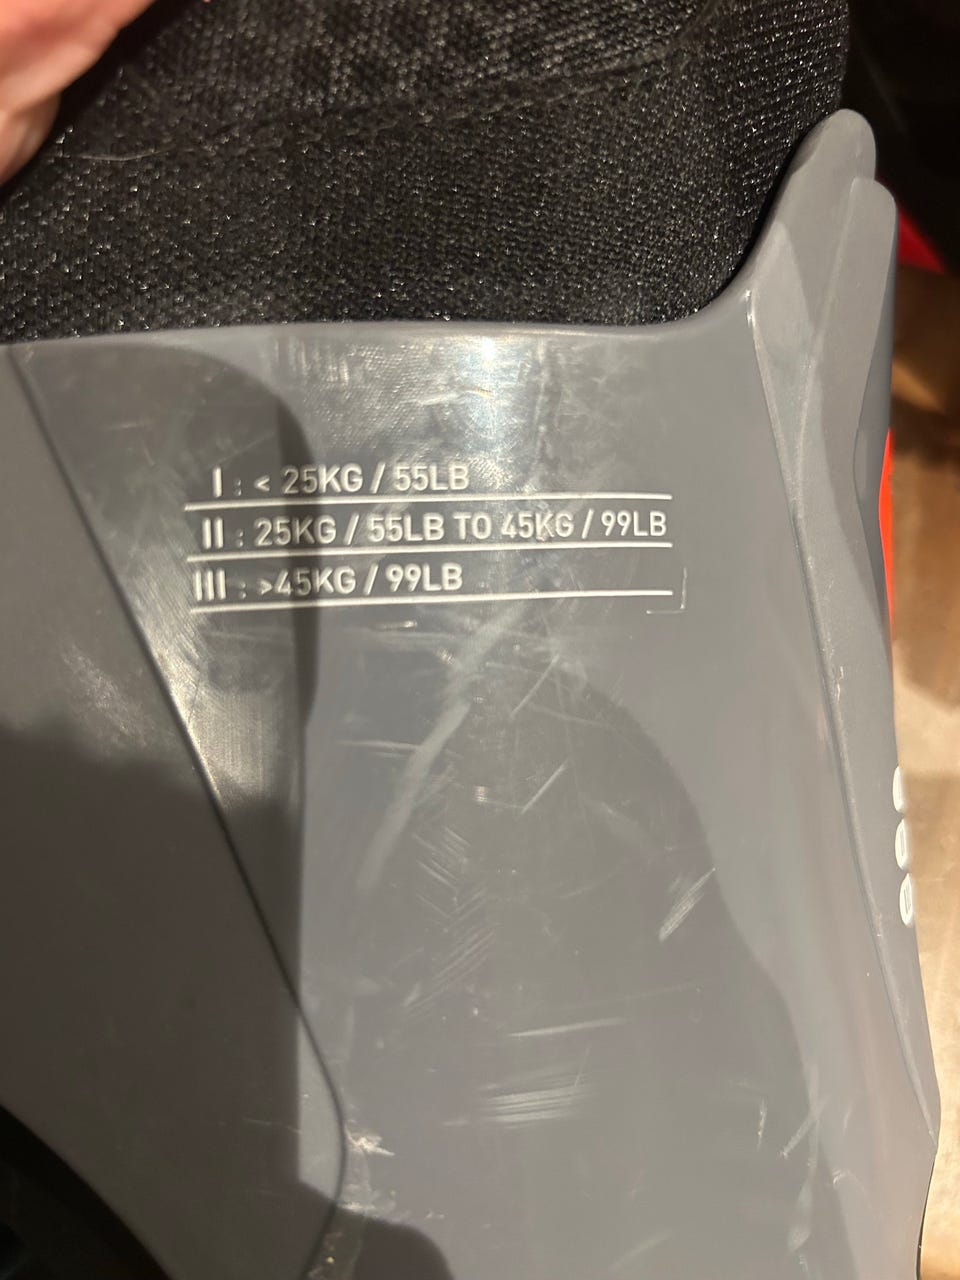 I : < 25KG / 55LB
II : 25KG / 55LB TO 45KG / 99LB
III : >45KG / 99LB